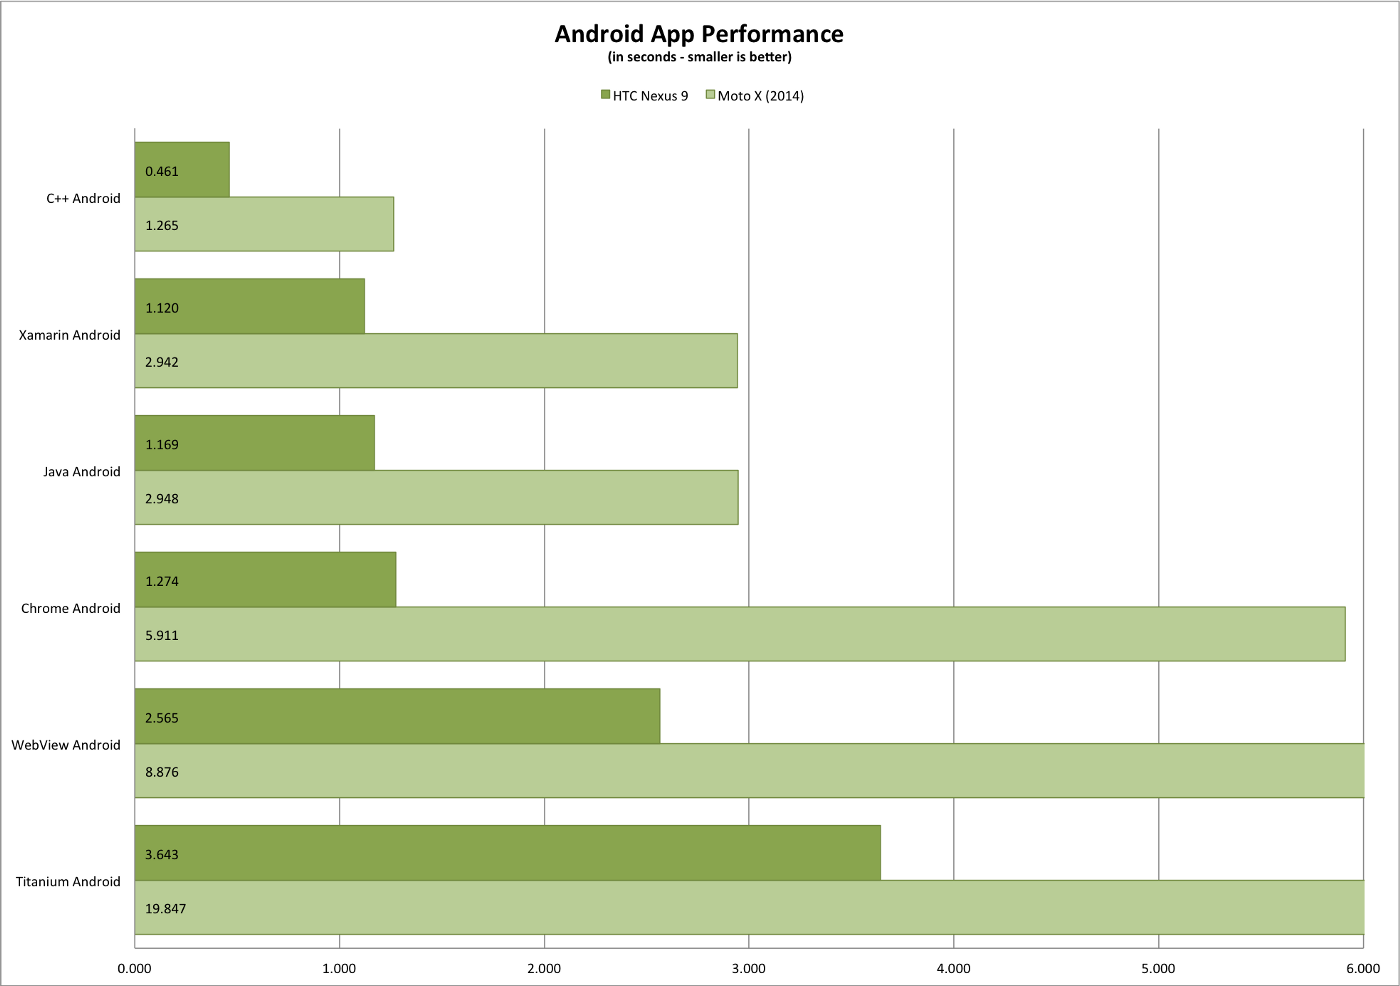 Android App Performance
(in seconds - smaller is better)
HTC Nexus 9 Moto X (2014)
C++ Android
0.461
1.265
Xamarin Android
1.120
2.942
Java Android
1.169
2.948
Chrome Android
1.274
5.911
WebView Android
2.565
8.876
Titanium Android
3.643
19.847
0.000 1.000 2.000 3.000 4.000 5.000 6.000